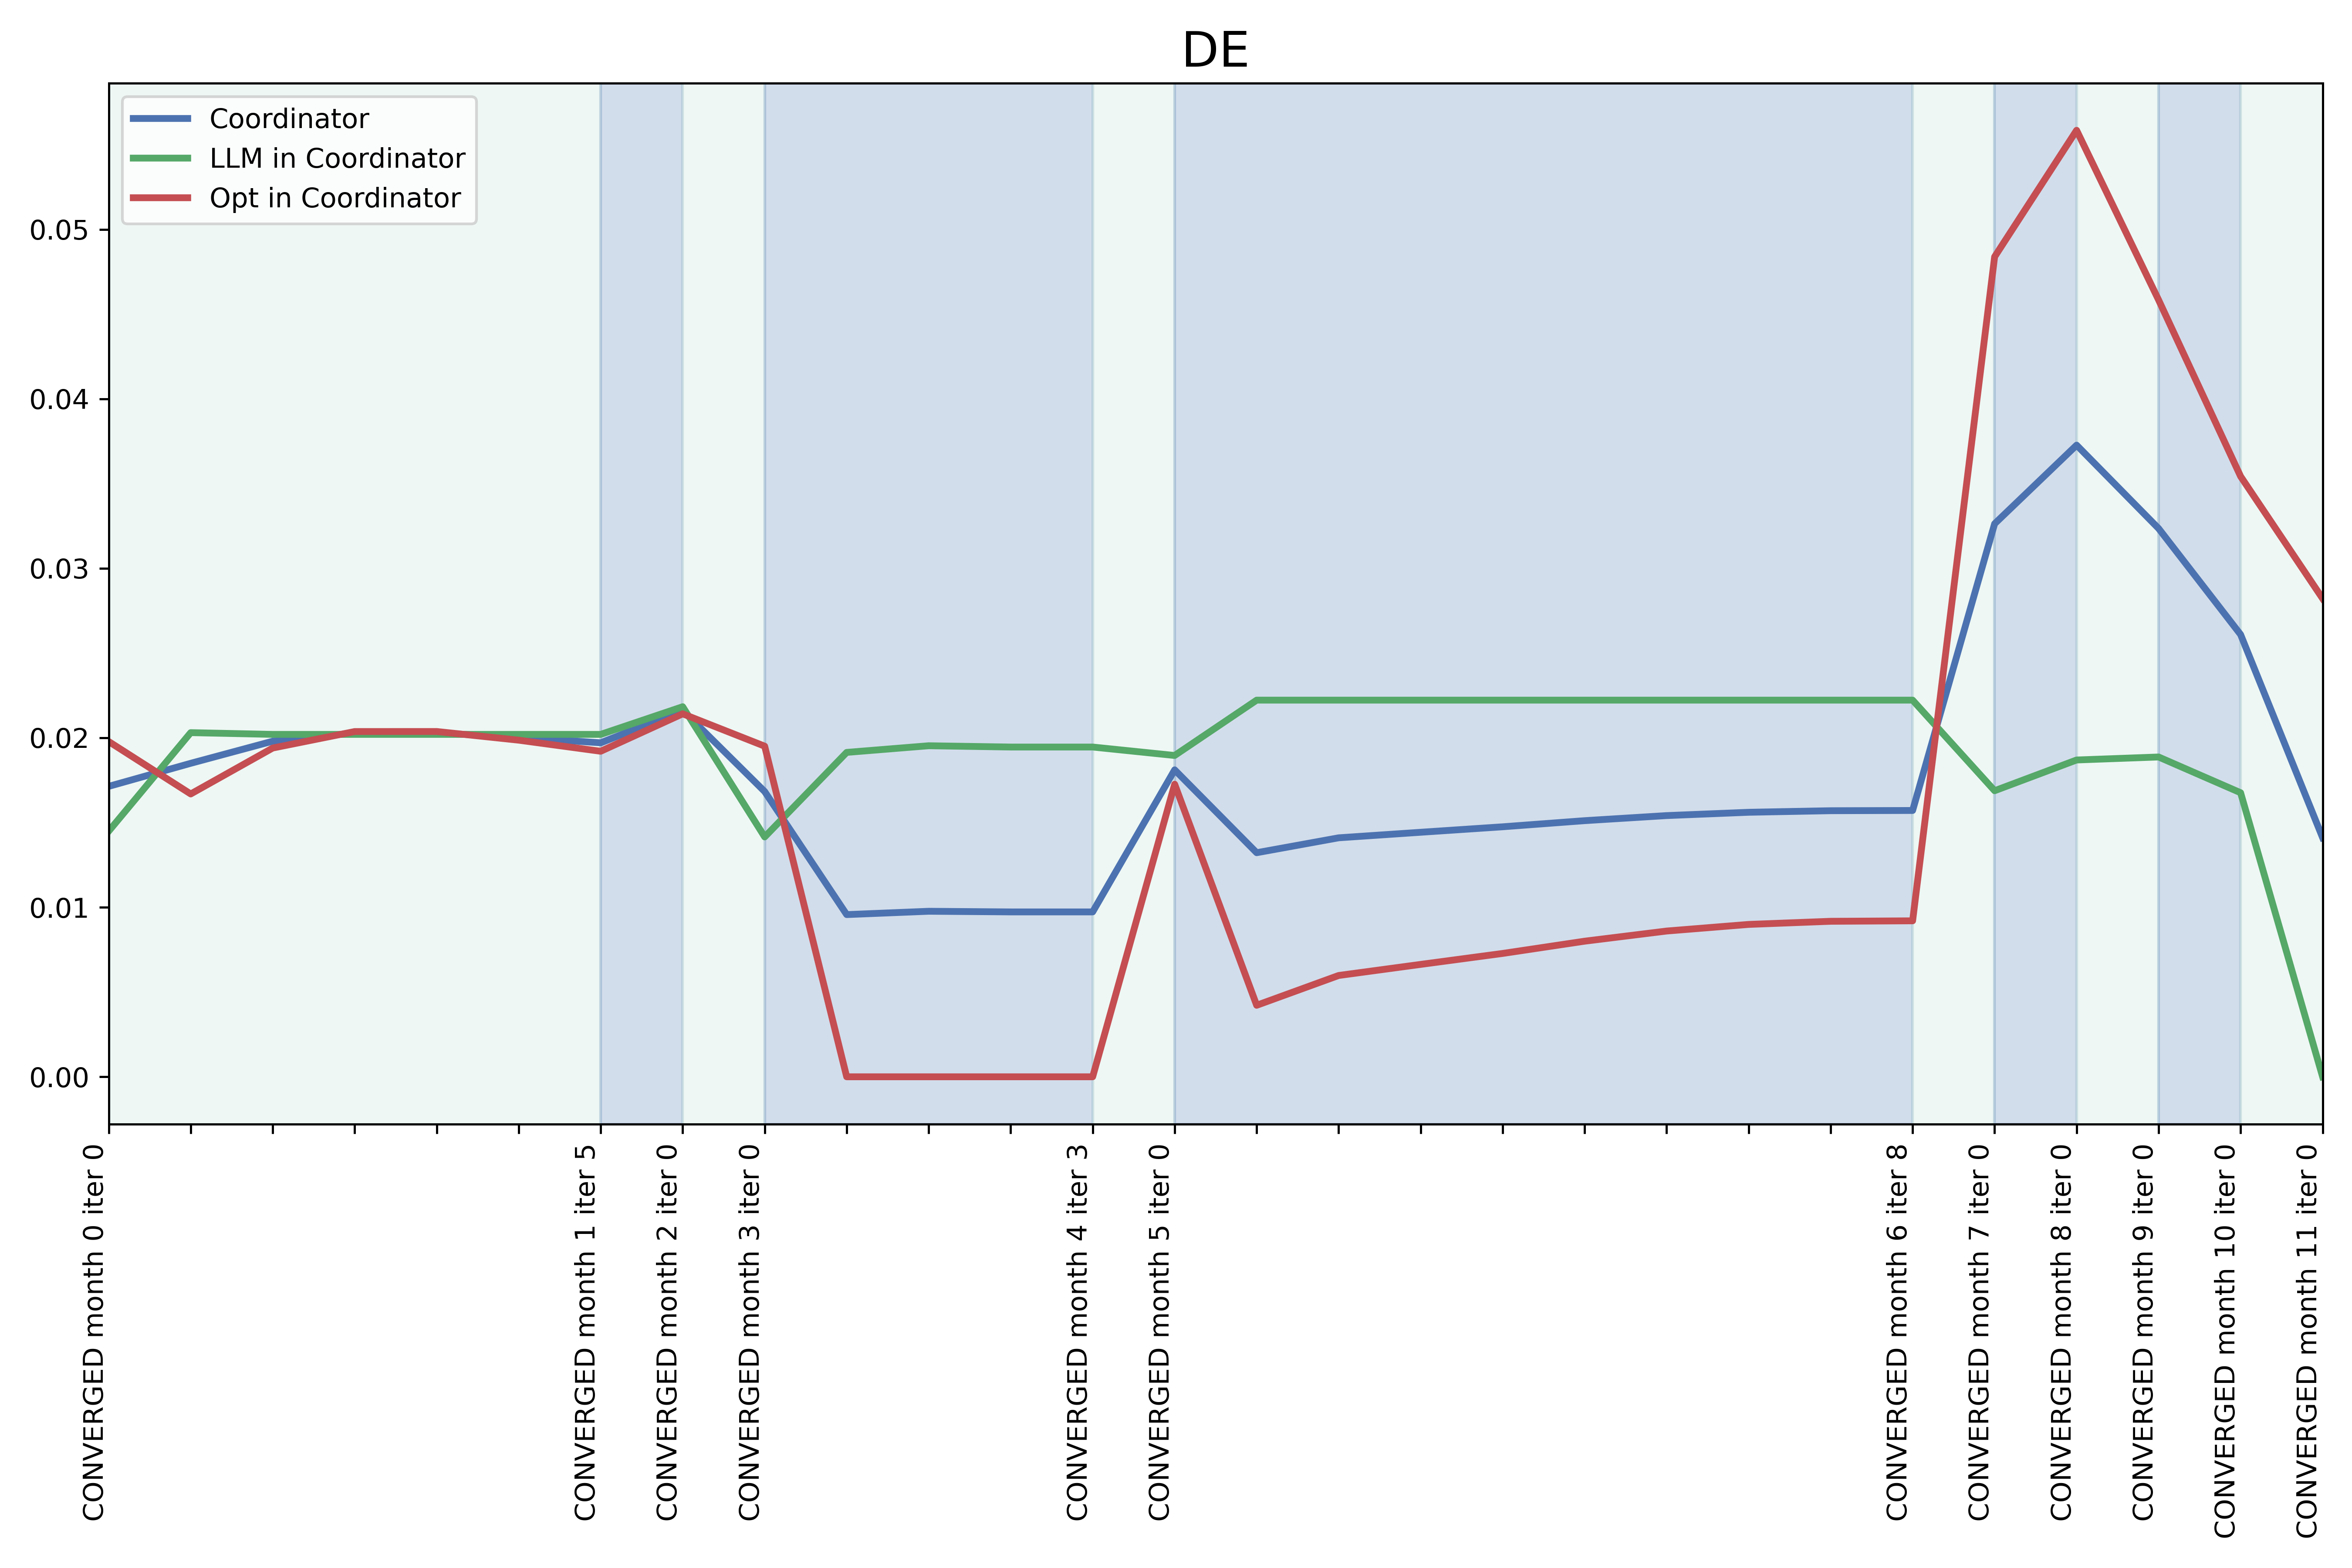 DE
Coordinator
LLM in Coordinator
Opt in Coordinator
0.05
0.04
0.03
0.02
0.01
0.00
CONVERGED month 0 iter 0
CONVERGED month 1 iter 5
CONVERGED month 2 iter 0
CONVERGED month 3 iter 0
CONVERGED month 4 iter 3
CONVERGED month 5 iter 0
CONVERGED month 6 iter 8
CONVERGED month 7 iter 0
CONVERGED month 8 iter 0
CONVERGED month 9 iter 0
CONVERGED month 10 iter 0
CONVERGED month 11 iter 0